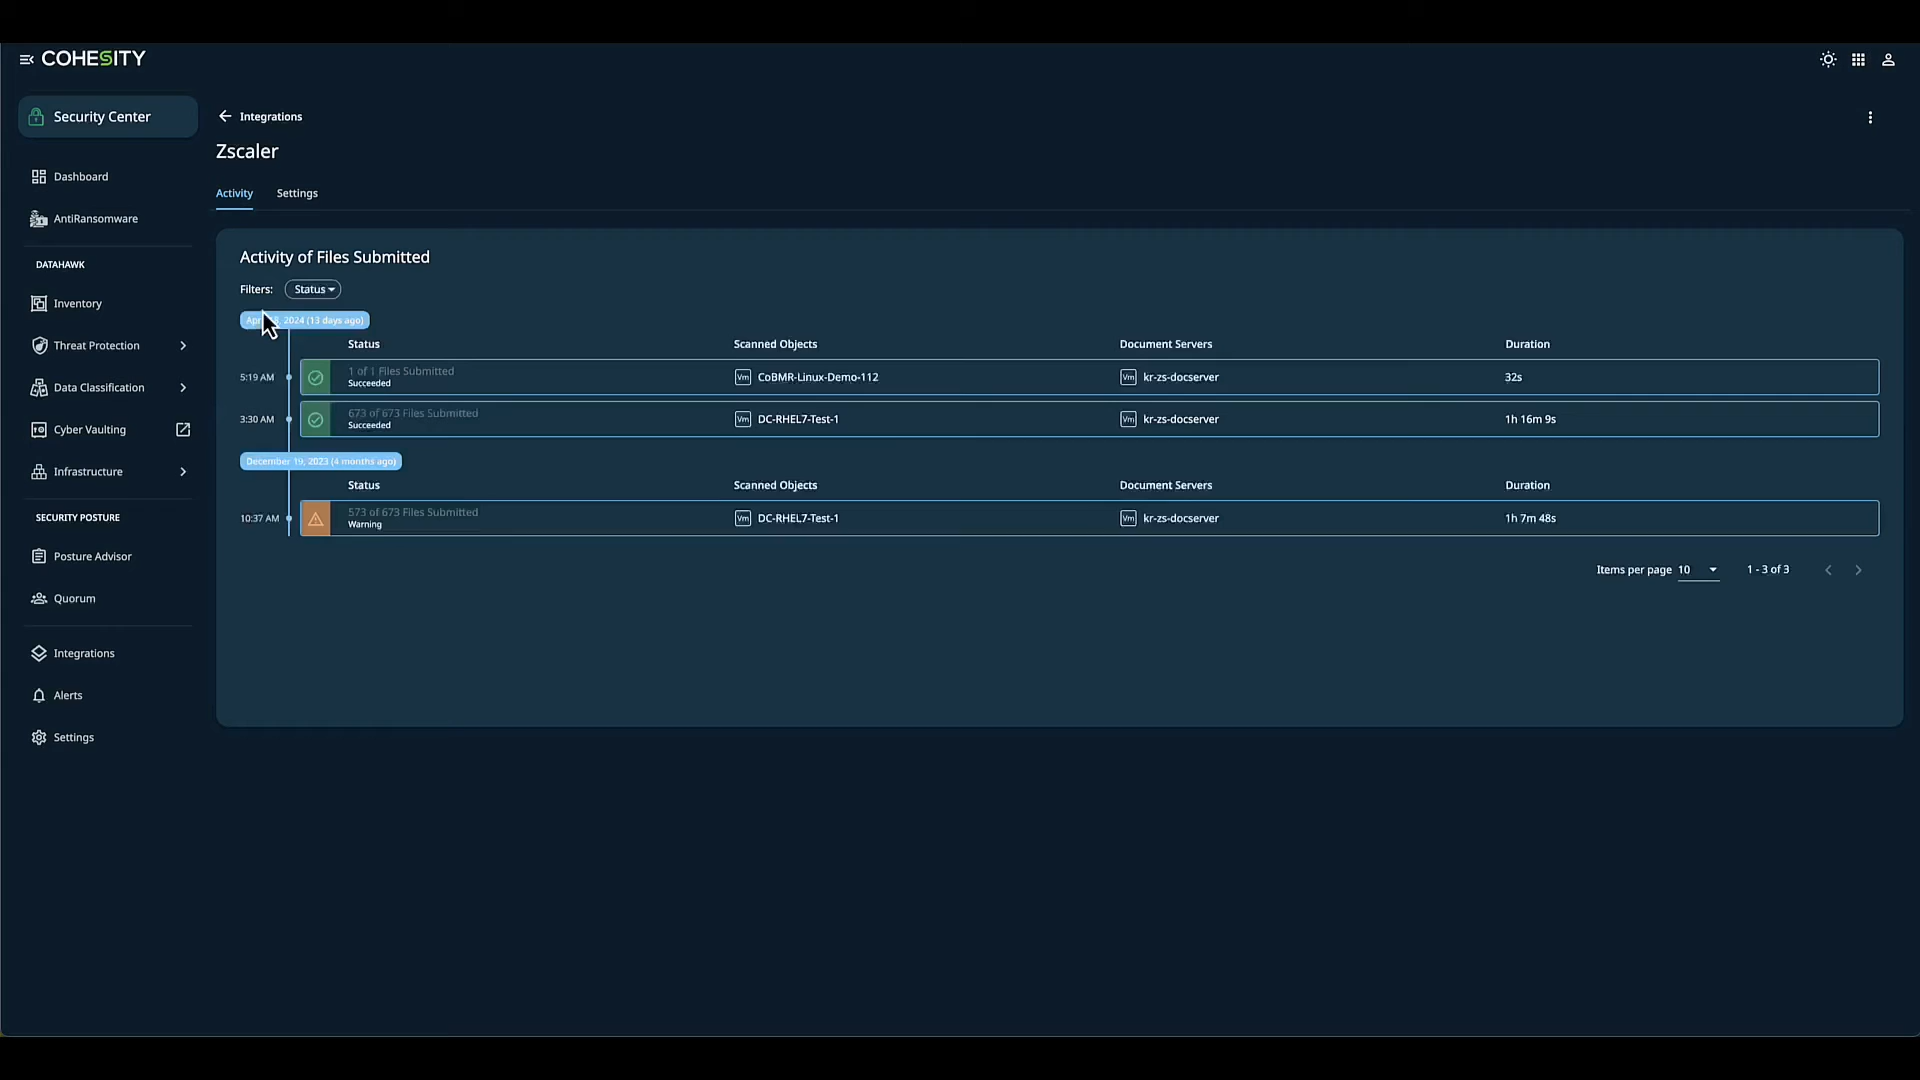 COHESITY
Security Center
Integrations
Zscaler
Activity Settings
Dashboard
AntiRansomware
DATAHAWK
Inventory
Threat Protection
Data Classification
Cyber Vaulting
Infrastructure
SECURITY POSTURE
Posture Advisor
Quorum
Integrations
Alerts
Settings
Activity of Files Submitted
Filters: Status
2024 (13 days ago)
Status Scanned Objects Document Servers Duration
5:19 AM 1 of 1 Files Submitted Vm CoBMR-Linux-Demo-112 Vm kr-zs-docserver 32s
Succeeded
3:30 AM 673 of 673 Files Submitted Vm DC-RHEL7-Test-1 Vm kr-zs-docserver 1h 16m 9s
Succeeded
December 19, 2023 (4 months ago)
Status Scanned Objects Document Servers Duration
10:37 AM 573 of 673 Files Submitted Vm DC-RHEL7-Test-1 Vm kr-zs-docserver 1h 7m 48s
Warning
Items per page 10 1 - 3 of 3